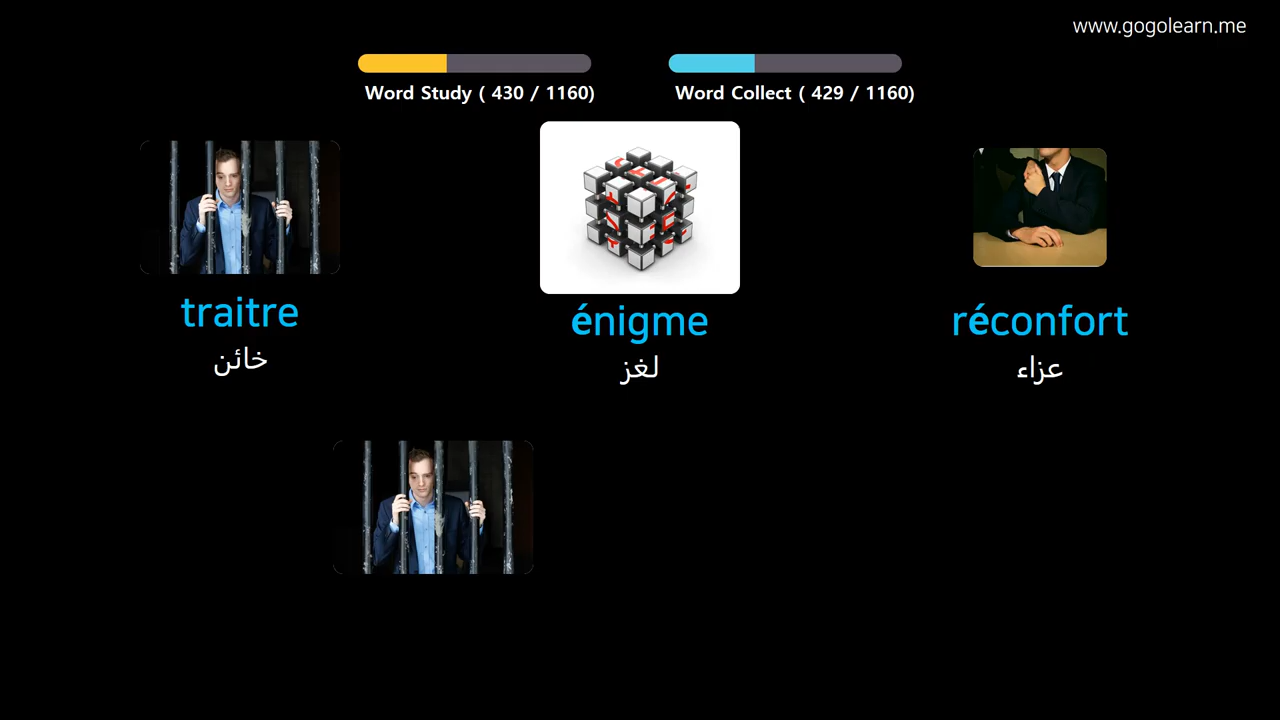 www.gogolearn.me
Word Study ( 430 / 1160)
Word Collect ( 429 / 1160)
traitre
énigme
réconfort
خائن
لغز
عزاء